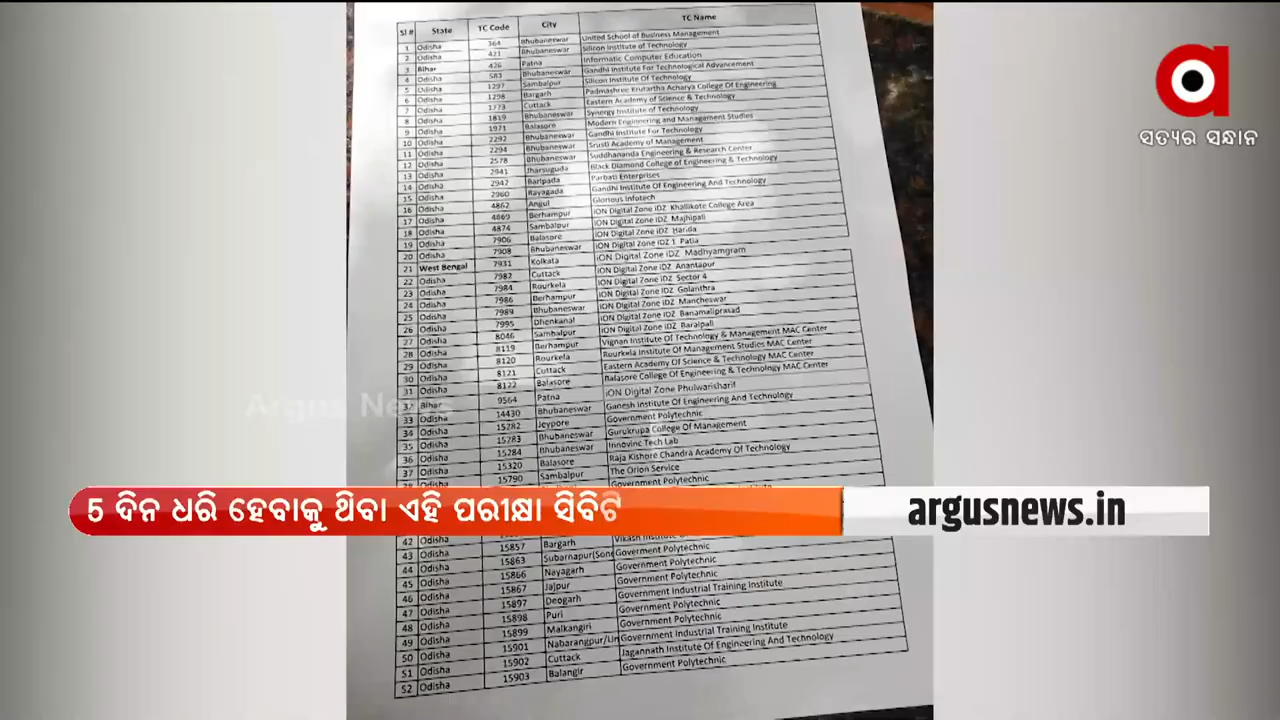 Sl # State TC Code City TC Name
1 Odisha 364 Bhubaneswar United School of Business Management
2 Odisha 421 Bhubaneswar Silicon Institute of Technology
3 Bihar 426 Patna Informatic Computer Education
4 Odisha 583 Bhubaneswar Gandhi Institute For Technological Advancement
5 Odisha 1297 Sambalpur Silicon Institute Of Technology
6 Odisha 1298 Bargarh Padmashree Krutartha Acharya College Of Engineering
7 Odisha 1773 Cuttack Eastern Academy of Science & Technology
8 Odisha 1819 Bhubaneswar Synergy Institute of Technology
9 Odisha 1971 Balasore Modern Engineering and Management Studies
10 Odisha 2292 Bhubaneswar Gandhi Institute For Technology
11 Odisha 2294 Bhubaneswar Srusti Academy of Management
12 Odisha 2578 Bhubaneswar Suddhananda Engineering & Research Center
13 Odisha 2941 Jharsuguda Black Diamond College of Engineering & Technology
14 Odisha 2942 Baripada Parbati Enterprises
15 Odisha 2960 Rayagada Gandhi Institute Of Engineering And Technology
16 Odisha 4862 Angul Glorious Infotech
17 Odisha 4869 Berhampur iON Digital Zone iDZ Khallikote College Area
18 Odisha 4874 Sambalpur iON Digital Zone iDZ Majhipali
19 Odisha 7906 Balasore iON Digital Zone iDZ Harida
20 Odisha 7908 Bhubaneswar iON Digital Zone iDZ 1 Patia
21 West Bengal 7931 Kolkata iON Digital Zone iDZ Madhyamgram
22 Odisha 7982 Cuttack iON Digital Zone iDZ Anantapur
23 Odisha 7984 Rourkela iON Digital Zone iDZ Sector 4
24 Odisha 7986 Berhampur iON Digital Zone iDZ Golanthra
25 Odisha 7989 Bhubaneswar iON Digital Zone iDZ Mancheswar
26 Odisha 7995 Dhenkanal iON Digital Zone iDZ Banamaliprasad
27 Odisha 8046 Sambalpur iON Digital Zone iDZ Baraipali
28 Odisha 8119 Berhampur Vignan Institute Of Technology & Management MAC Center
29 Odisha 8120 Rourkela Rourkela Institute Of Management Studies MAC Center
30 Odisha 8121 Cuttack Eastern Academy Of Science & Technology MAC Center
31 Odisha 8122 Balasore Balasore College Of Engineering & Technology MAC Center
32 Bihar 9564 Patna iON Digital Zone Phulwarisharif
33 Odisha 14430 Bhubaneswar Ganesh Institute Of Engineering And Technology
34 Odisha 15282 Jeypore Government Polytechnic
35 Odisha 15283 Bhubaneswar Gurukrupa College Of Management
36 Odisha 15284 Bhubaneswar Innovinc Tech Lab
37 Odisha 15320 Balasore Raja Kishore Chandra Academy Of Technology
Odisha 15790 Sambalpur The Orion Service
Government Polytechnic
42 Odisha
43 Odisha 15857 Bargarh Vikash
44 Odisha 15863 Subarnapur(Son Goverment Polytechnic
45 Odisha 15866 Nayagarh Government Polytechnic
46 Odisha 15867 Jajpur Government Polytechnic
47 Odisha 15897 Deogarh Government Industrial Training Institute
48 Odisha 15898 Puri Government Polytechnic
49 Odisha 15899 Malkangiri Government Polytechnic
50 Odisha 15901 Nabarangpur/ Government Industrial Training Institute
51 Odisha 15902 Cuttack Jagannath Institute Of Engineering And Technology
52 Odisha 15903 Balangir Government Polytechnic
ସତ୍ୟର ସନ୍ଧାନ
Argus News
5 ଦିନ ଧରି ହେବାକୁ ଥିବା ଏହି ପରୀକ୍ଷା ସିବିଟି
argusnews.in